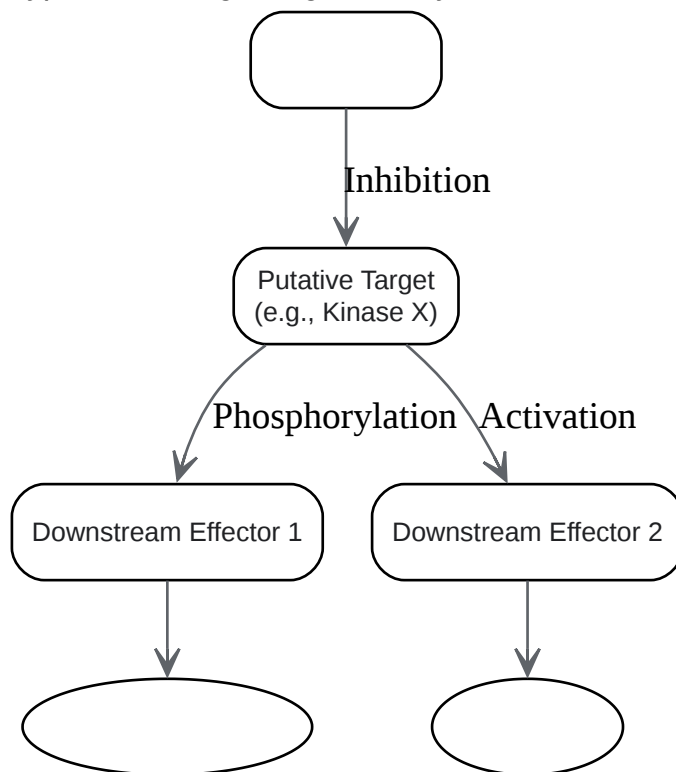 Inhibition
Putative Target
(e.g., Kinase X)
Phosphorylation
Activation
Downstream Effector 1
Downstream Effector 2